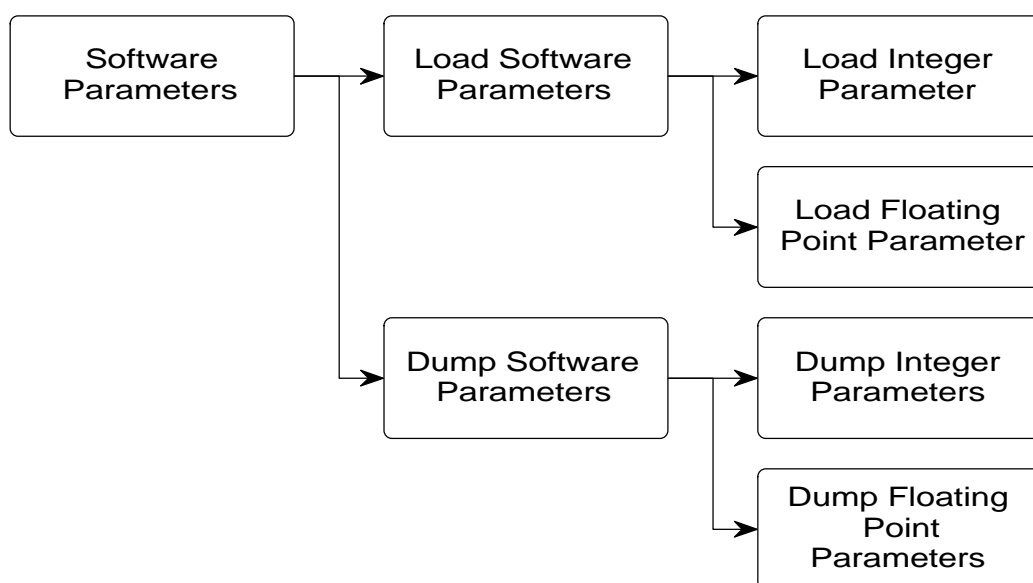 Software
Parameters
Load Software
Parameters
Load Integer
Parameter
Load Floating
Point Parameter
Dump Software
Parameters
Dump Integer
Parameters
Dump Floating
Point
Parameters